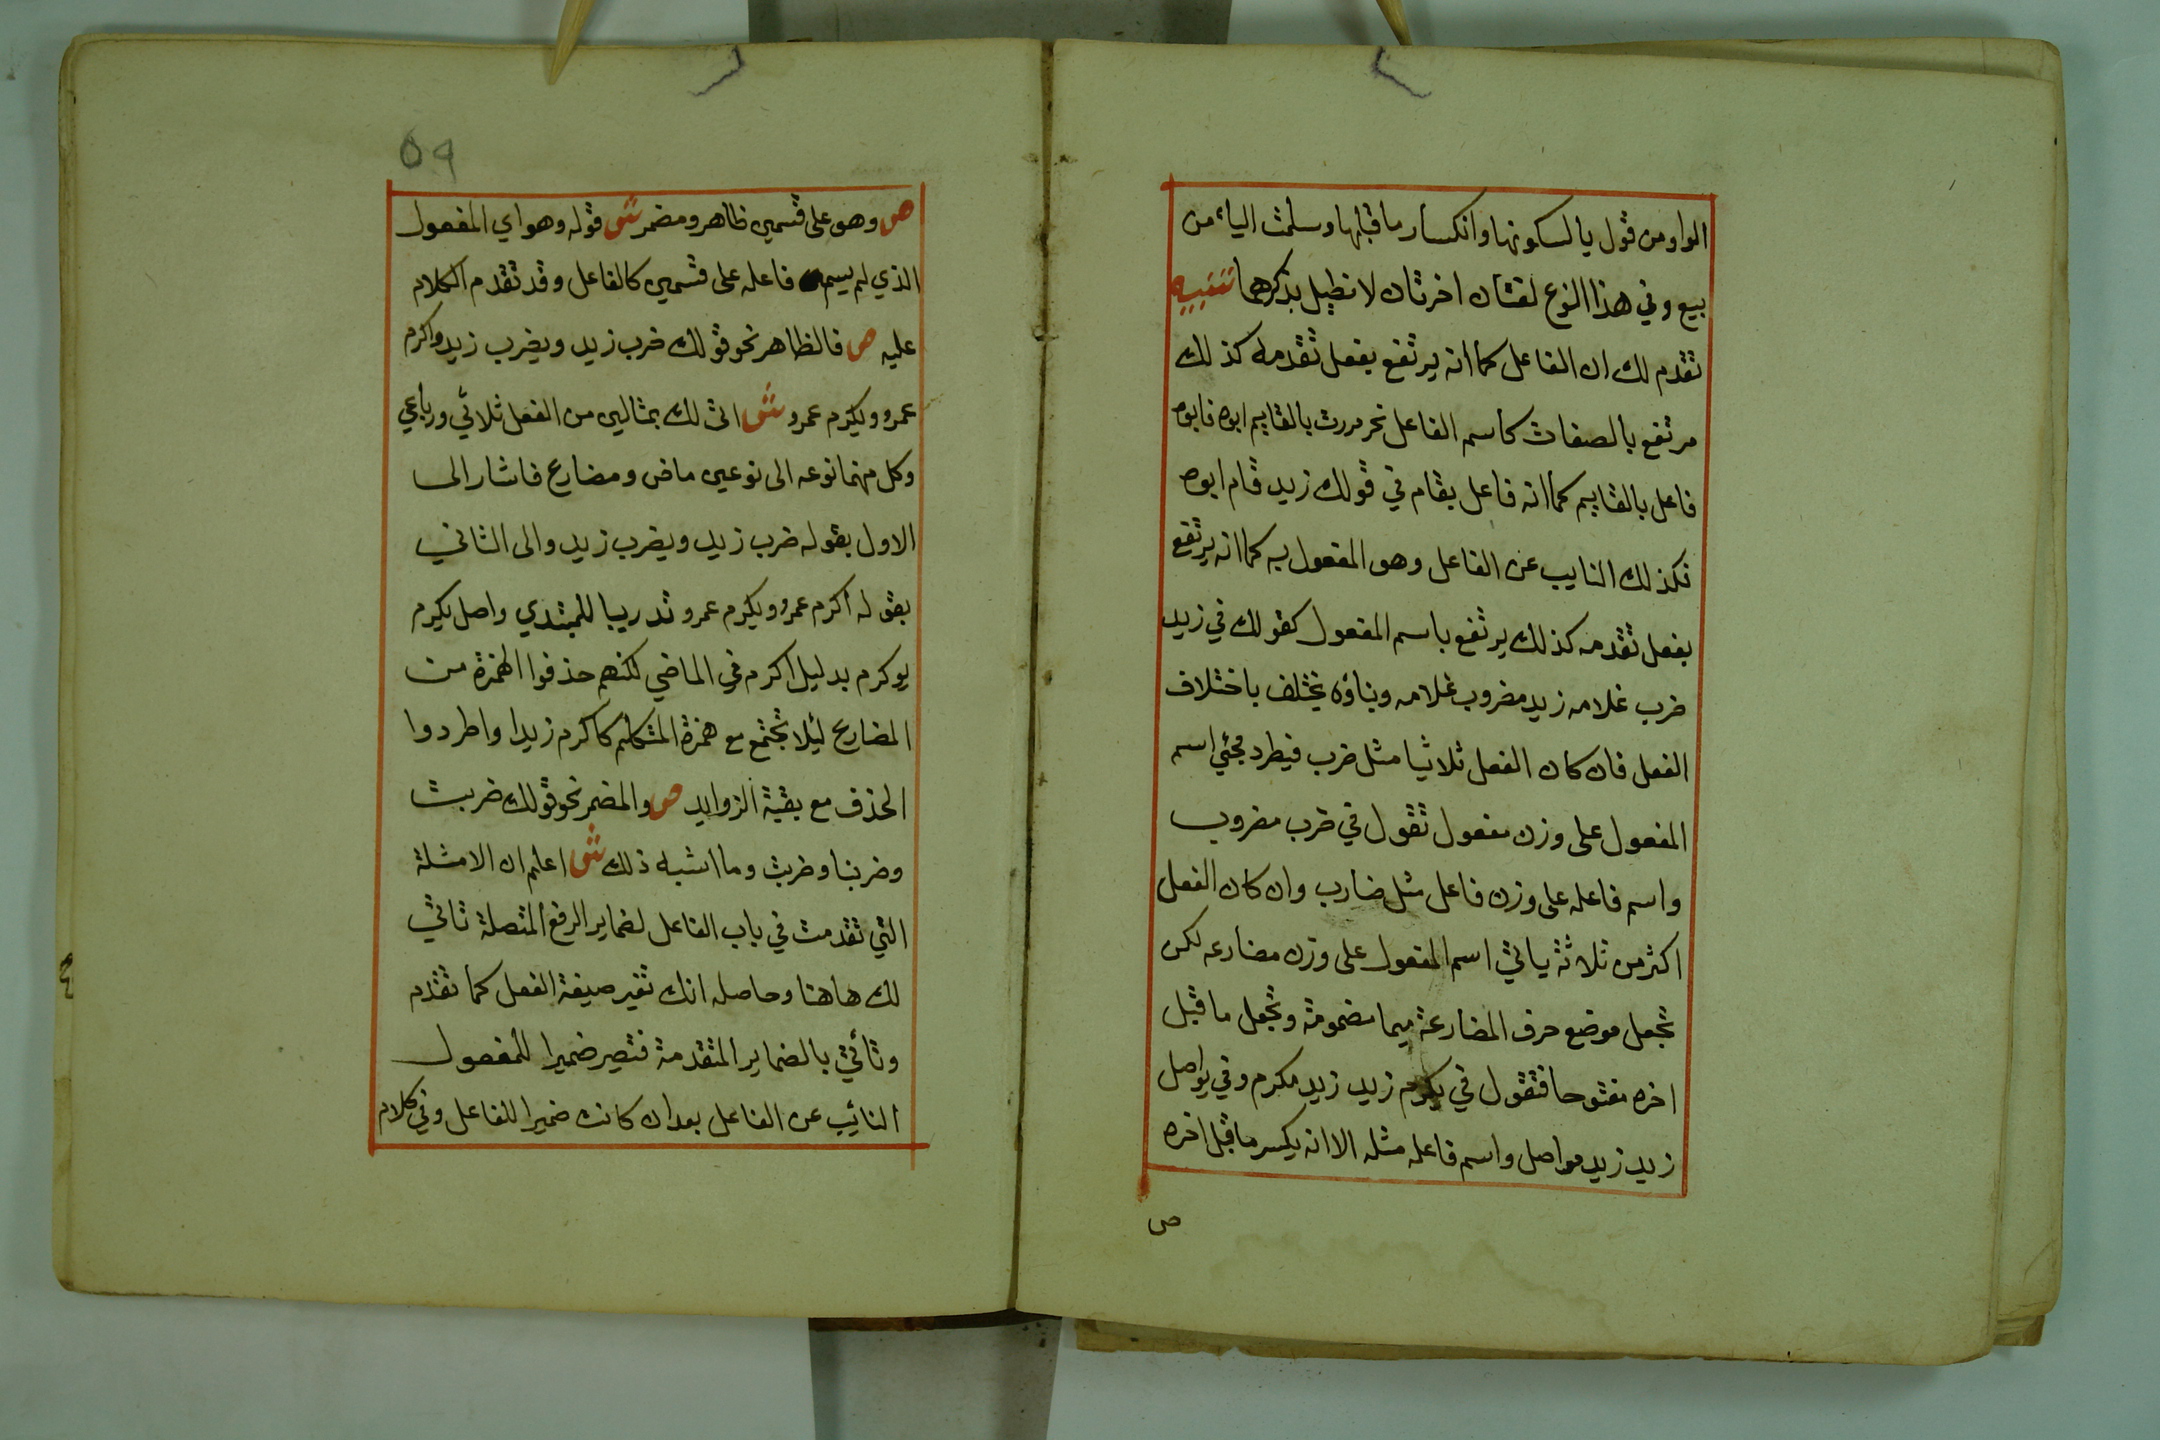 الواو من قول يا لسكونها وانكسار ما قبلها وسلمت الياء من
بيع وفي هذا النوع لغتان اخرتان لا نطيل بذكرهما تنبيه
تقدم لك ان الفاعل كما انه يرتفع بفعل تقدمه كذلك
مرتفع بالصفات كاسم الفاعل نحو مررت بالقايم ابوه فابوه
فاعل بالقايم كما انه فاعل بقام في قولك زيد قام ابوه
فكذلك النايب عن الفاعل وهو المفعول به كما انه يرتفع
بفعل تقدمه كذلك يرتفع باسم المفعول كقولك في زيد
ضرب غلامه زيد مضروب غلامه وبناؤه يختلف باختلاف
الفعل فان كان الفعل ثلاثيا مثل ضرب فيطرد مجئي اسم
المفعول على وزن مفعول تقول في ضرب مضروب
واسم فاعله على وزن فاعل مثل ضارب وان كان الفعل
اكثر من ثلاثة ياتي اسم المفعول على وزن مضارعه لكن
تجعل موضع حرف المضارعة ميما مضمومة وتجعل ما قبل
اخره مفتوحا فتقول في يكرم زيد زيد مكرم وفي يواصل
زيد زيد مواصل واسم فاعله مثله الا انه يكسر ما قبل اخره
ص
٥٩
ص وهو على قسمين ظاهر ومضمر ش قوله وهو اي المفعول
الذي لم يسم فاعله على قسمين كالفاعل وقد تقدم الكلام
عليه ص فالظاهر نحو قولك ضرب زيد ويضرب زيد واكرم
عمرو ويكرم عمرو ش اتى لك بمثالين من الفعل ثلاثي ورباعي
وكل منهما نوعه الى نوعين ماض ومضارع فاشار الى
الاول بقوله ضرب زيد ويضرب زيد والى الثاني
بقوله اكرم عمرو ويكرم عمرو تدريبا للمبتدي واصل يكرم
يوكرم بدليل اكرم في الماضي لكنهم حذفوا الهمزة من
المضارع ليلا تجتمع مع همزة المتكلم كاكرم زيدا واطردوا
الحذف مع بقية الزوايد ص والمضمر نحو قولك ضربت
وضربنا وضربت وما اشبه ذلك ش اعلم ان الامثلة
التي تقدمت في باب الفاعل لضماير الرفع المتصلة تاتي
لك هاهنا وحاصله انك تغير صيغة الفعل كما تقدم
وتأتي بالضماير المتقدمة فتصير ضميرا للمفعول
النائيب عن الفاعل بعد ان كانت ضميرا للفاعل وفي كلام